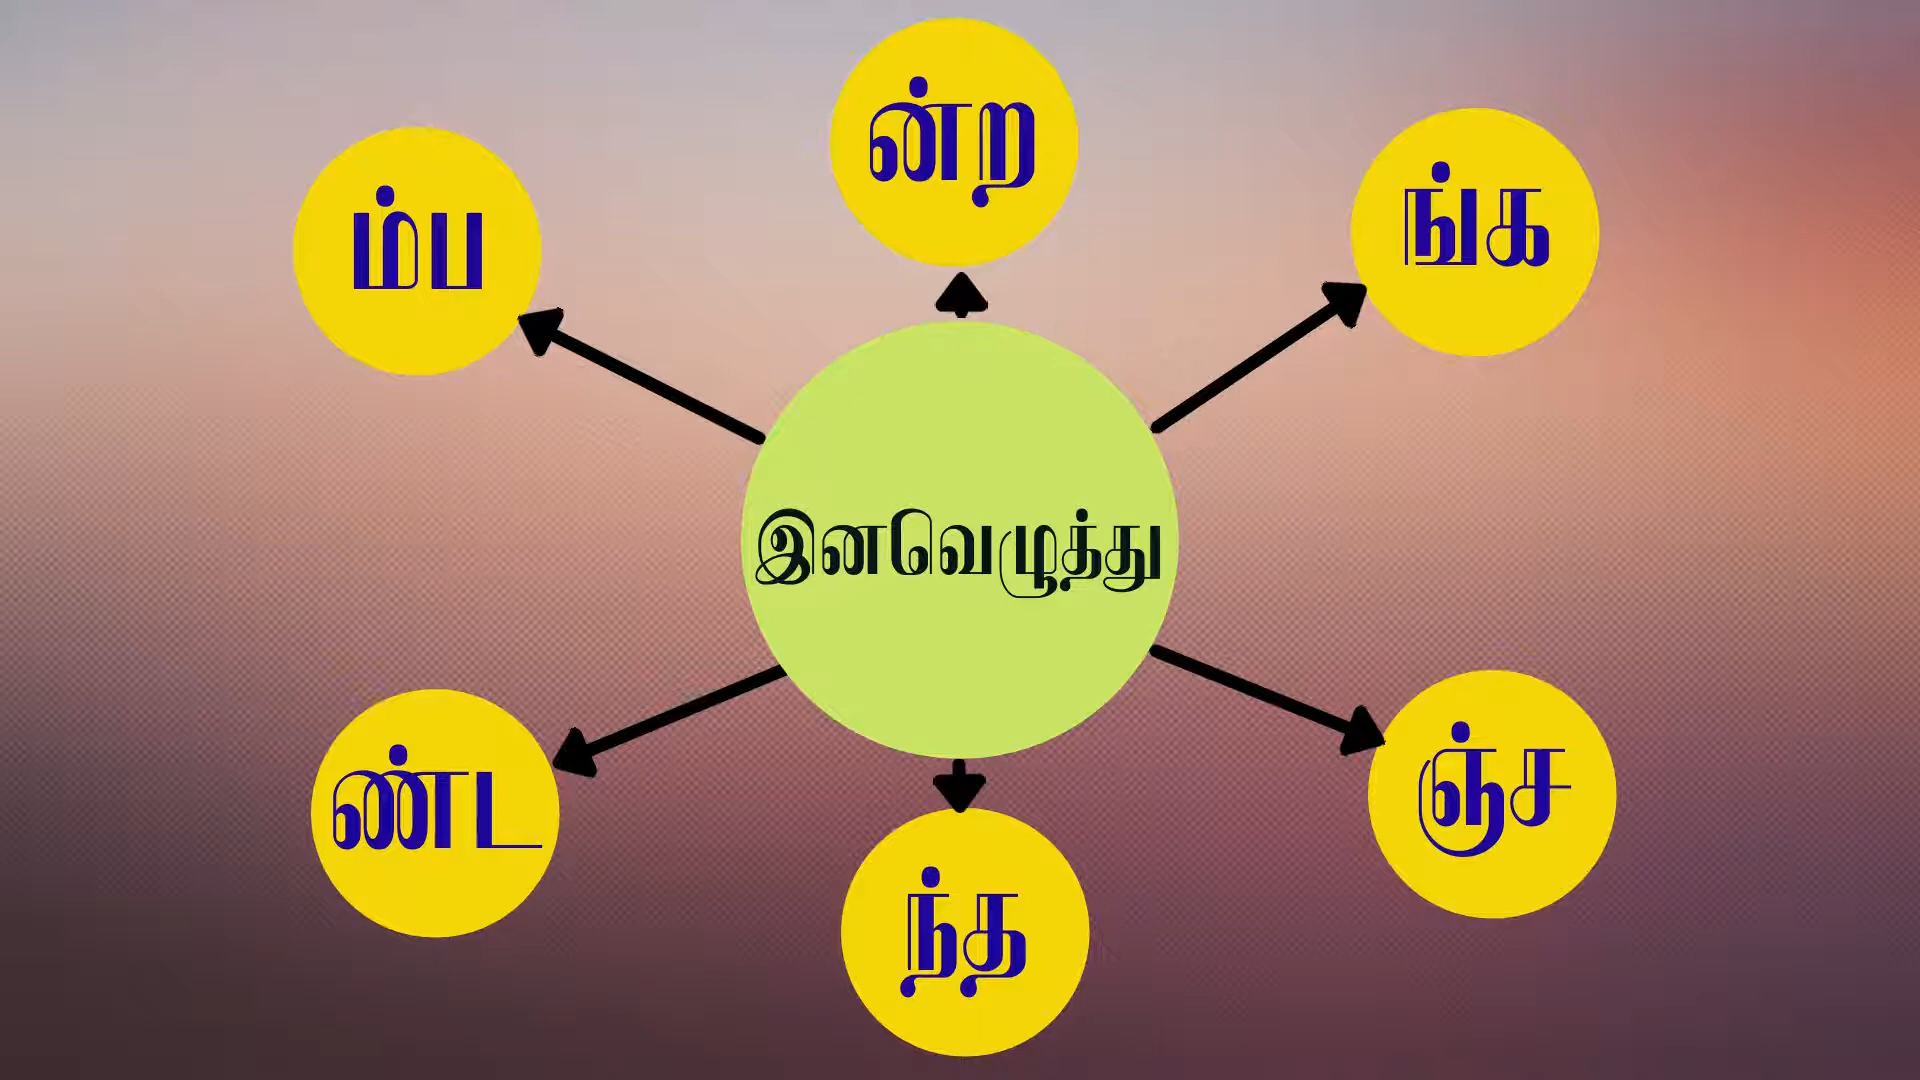 ன்ற
ங்க
ம்ப
இனவெழுத்து
ஞ்ச
ண்ட
ந்த